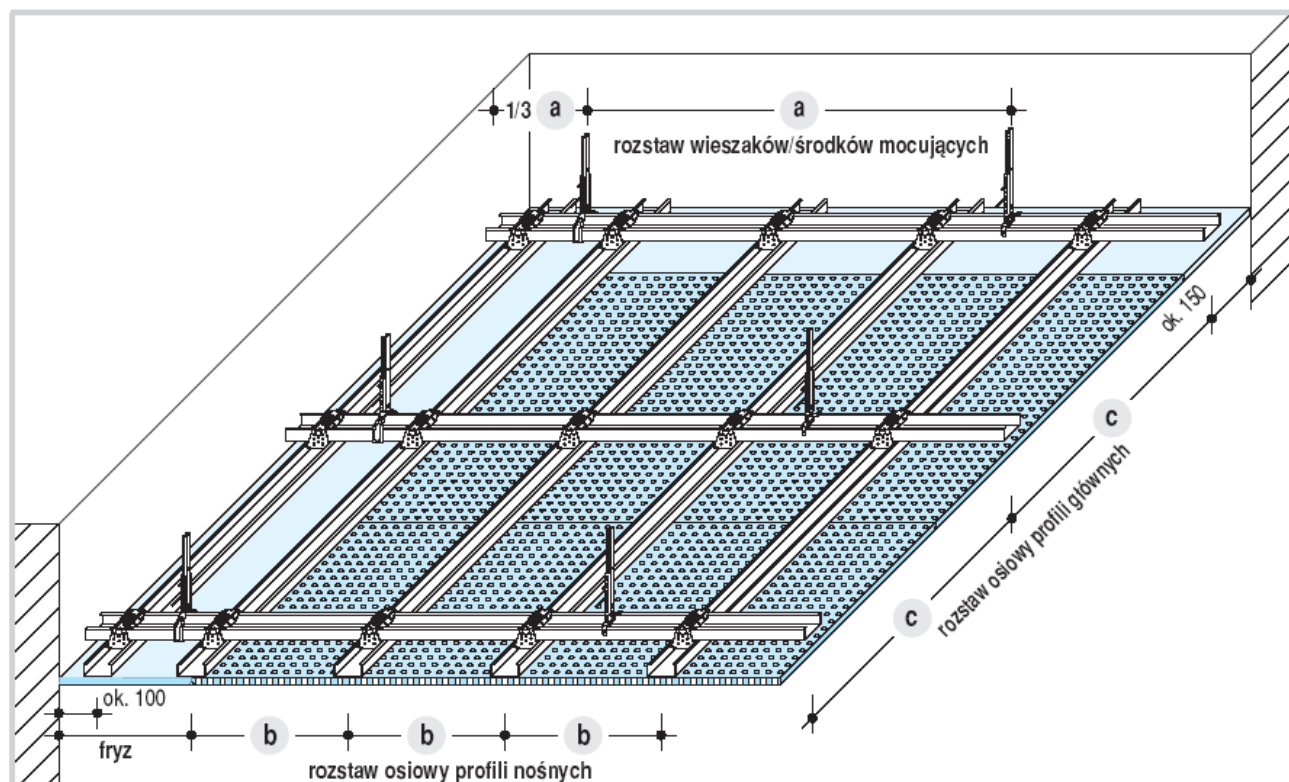 1/3 a
a
rozstaw wieszaków/środków mocujących
ok. 150
c
rozstaw osiowy profili głównych
c
ok. 100
fryz
b
b
b
rozstaw osiowy profili nośnych